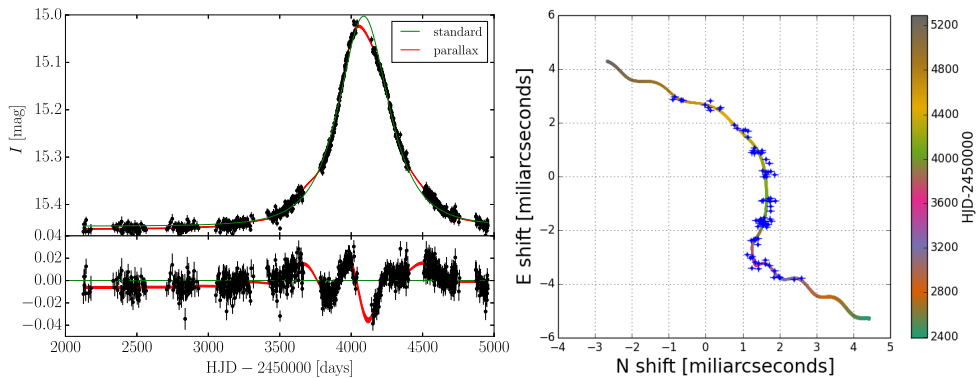 15.0
15.1
15.2
15.3
15.4
I [mag]
standard
parallax
0.04
0.02
0.00
−0.02
−0.04
2000 2500 3000 3500 4000 4500 5000
HJD − 2450000 [days]
6
4
2
0
−2
−4
−6
E shift [miliarcseconds]
−4 −3 −2 −1 0 1 2 3 4 5
N shift [miliarcseconds]
5200
4800
4400
4000
3600
3200
2800
2400
HJD-2450000